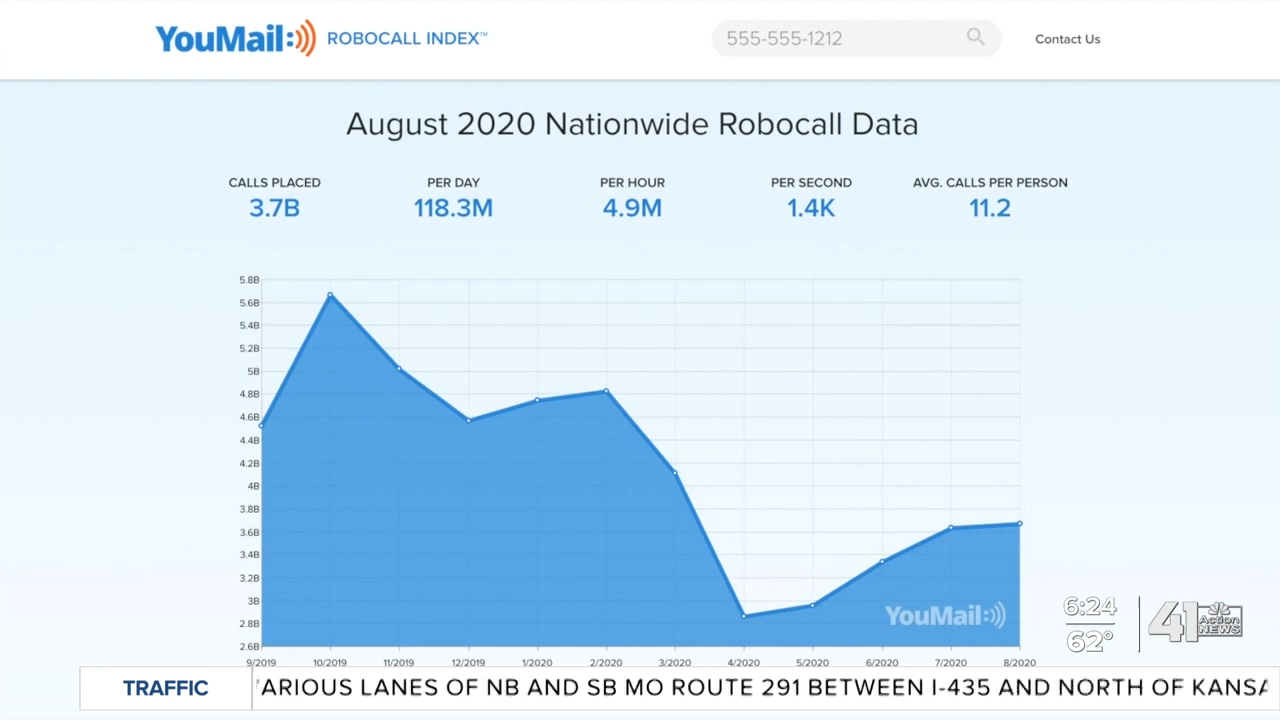 YouMail ROBOCALL INDEX™ 555-555-1212 Contact Us
August 2020 Nationwide Robocall Data
CALLS PLACED PER DAY PER HOUR PER SECOND AVG. CALLS PER PERSON
3.7B 118.3M 4.9M 1.4K 11.2
5.8B
5.6B
5.4B
5.2B
5B
4.8B
4.6B
4.4B
4.2B
4B
3.8B
3.6B
3.4B
3.2B
3B
2.8B
2.6B
YouMail
9/2019 10/2019 11/2019 12/2019 1/2020 2/2020 3/2020 4/2020 5/2020 6/2020 7/2020 8/2020
6:24
62°
41 Action NEWS
TRAFFIC ARIOUS LANES OF NB AND SB MO ROUTE 291 BETWEEN I-435 AND NORTH OF KANSA